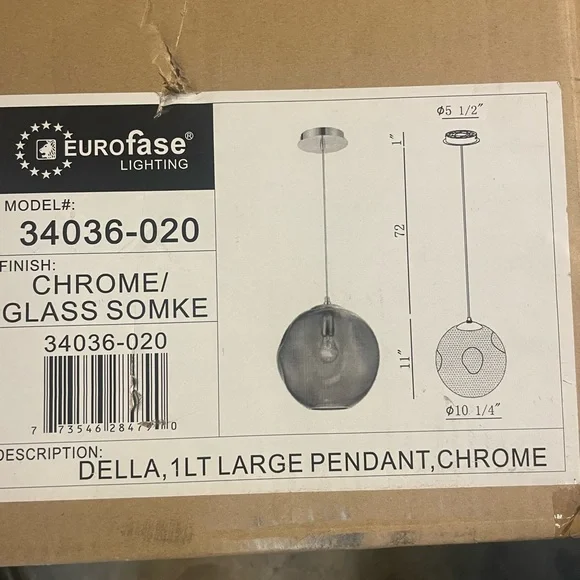 EUROfase®
LIGHTING
MODEL#:
34036-020
FINISH:
CHROME/
GLASS SOMKE
34036-020
DESCRIPTION:
DELLA,1LT LARGE PENDANT,CHROME
ϕ5 1/2"
1"
72
11"
ϕ10 1/4"